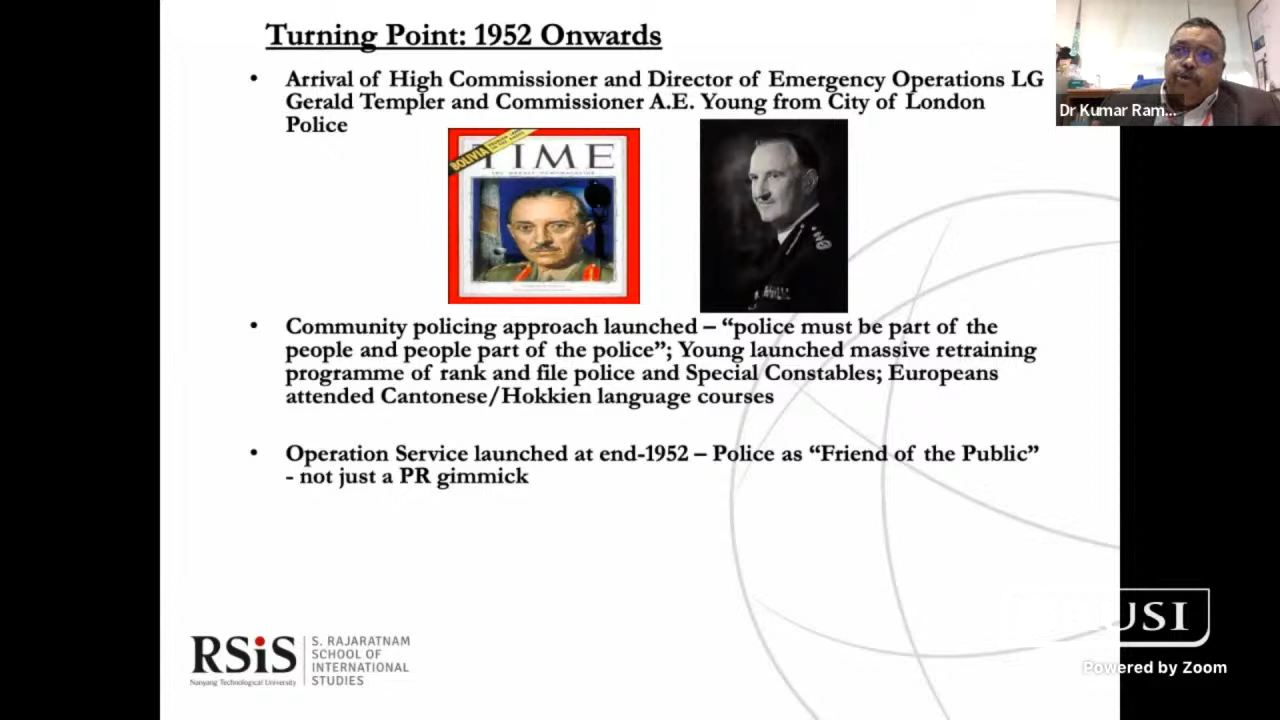 Turning Point: 1952 Onwards
• Arrival of High Commissioner and Director of Emergency Operations LG
Gerald Templer and Commissioner A.E. Young from City of London
Police
BOLIVIA
TIME
• Community policing approach launched – “police must be part of the
people and people part of the police”; Young launched massive retraining
programme of rank and file police and Special Constables; Europeans
attended Cantonese/Hokkien language courses
• Operation Service launched at end-1952 – Police as “Friend of the Public”
- not just a PR gimmick
RSiS
Nanyang Technological University
S. RAJARATNAM
SCHOOL OF
INTERNATIONAL
STUDIES
Dr Kumar Ram...
USI
Powered by Zoom